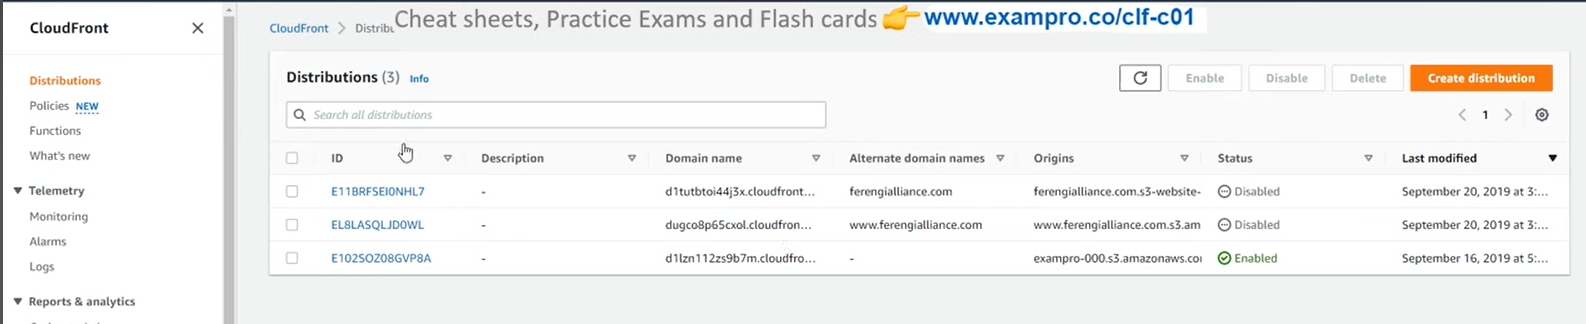 Cheat sheets, Practice Exams and Flash cards 👉 www.exampro.co/clf-c01
CloudFront
Distributions
Policies NEW
Functions
What's new
Telemetry
Monitoring
Alarms
Logs
Reports & analytics
CloudFront > Distribu
Distributions (3) Info
Enable Disable Delete Create distribution
Search all distributions
1
ID Description Domain name Alternate domain names Origins Status Last modified
E11BRFSEI0NHL7 - d1tutbtoi44j3x.cloudfront... ferengialliance.com ferengialliance.com.s3-website- Disabled September 20, 2019 at 3:...
EL8LASQLJD0WL - dugco8p65cxol.cloudfron... www.ferengialliance.com www.ferengialliance.com.s3.am Disabled September 20, 2019 at 3:...
E102SOZ08GVP8A - d1lzn112zs9b7m.cloudfro... - exampro-000.s3.amazonaws.co Enabled September 16, 2019 at 5:...